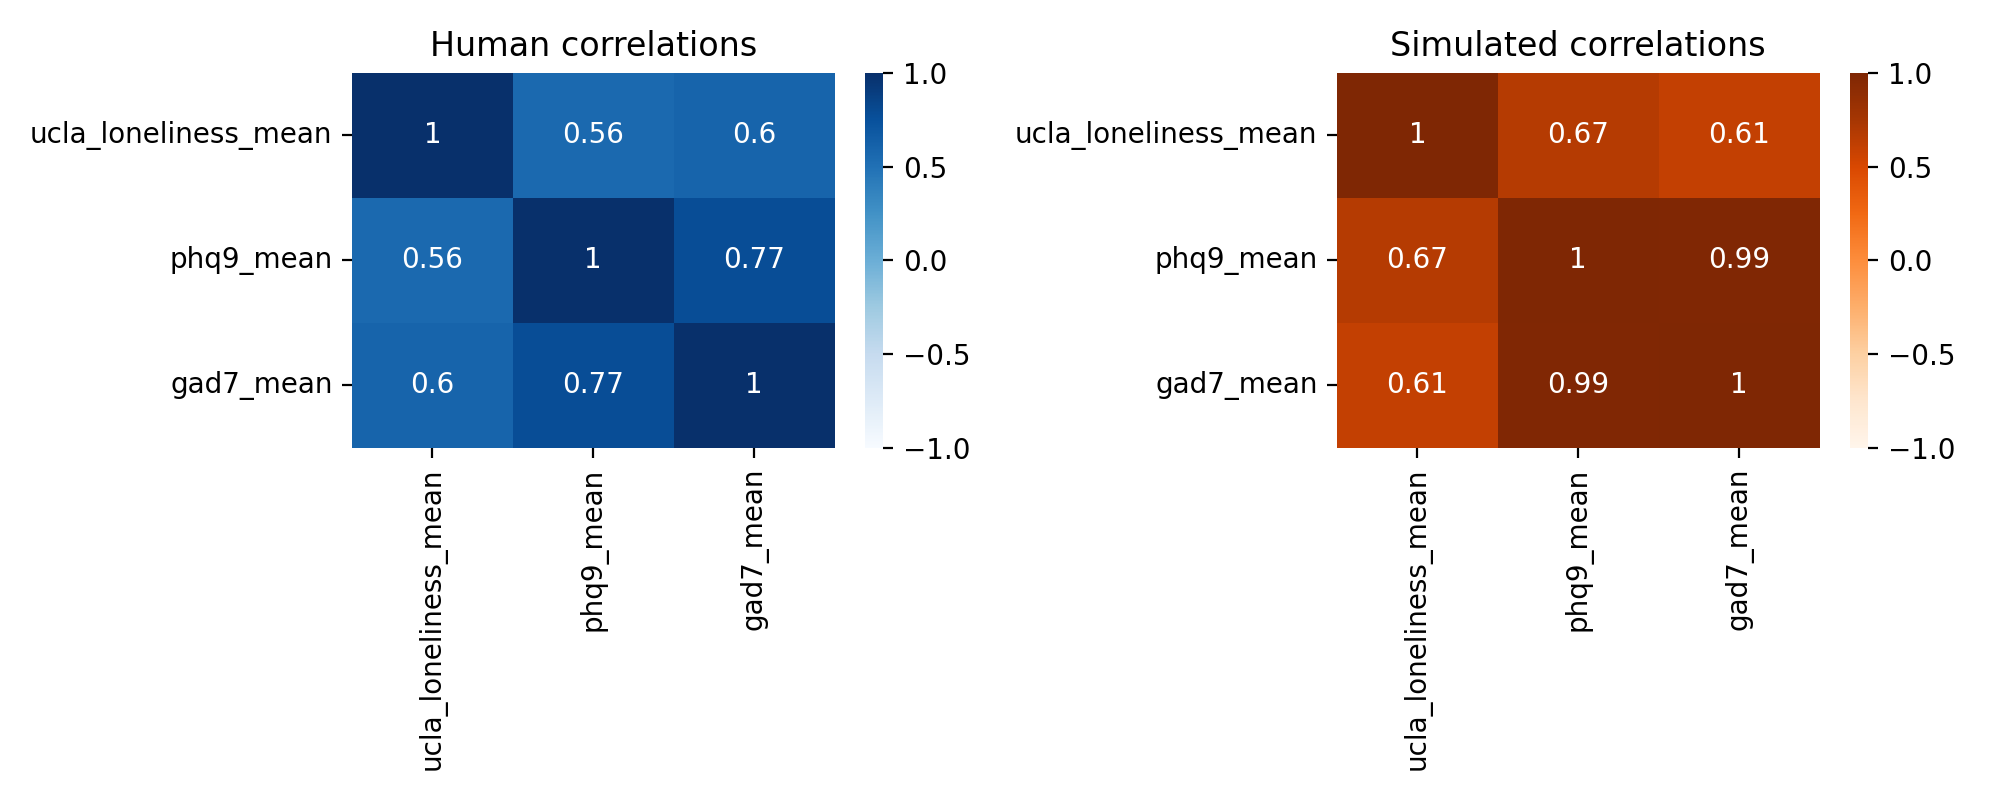 Human correlations
ucla_loneliness_mean
phq9_mean
gad7_mean
1 0.56 0.6
0.56 1 0.77
0.6 0.77 1
1.0
0.5
0.0
−0.5
−1.0
ucla_loneliness_mean
phq9_mean
gad7_mean
Simulated correlations
ucla_loneliness_mean
phq9_mean
gad7_mean
1 0.67 0.61
0.67 1 0.99
0.61 0.99 1
1.0
0.5
0.0
−0.5
−1.0
ucla_loneliness_mean
phq9_mean
gad7_mean